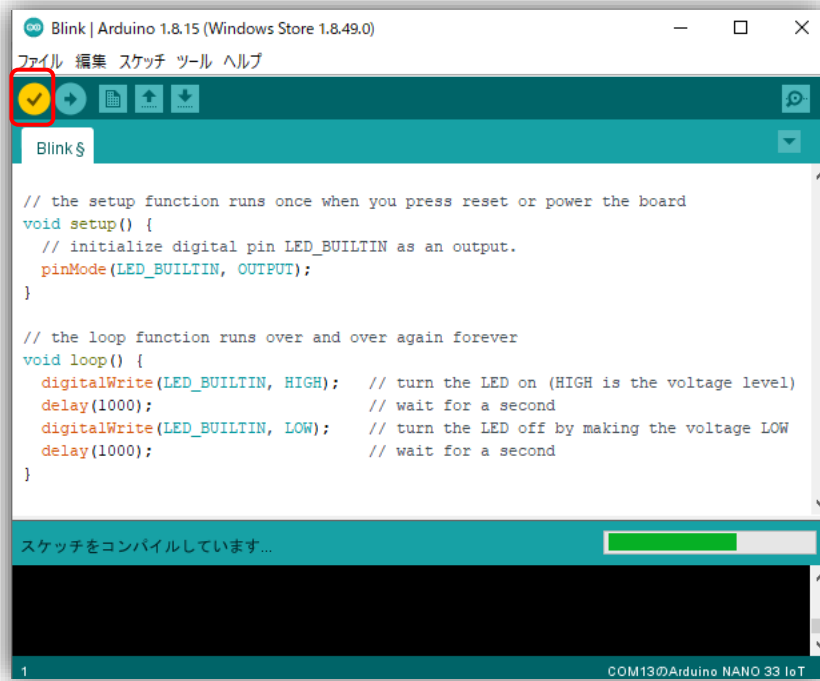 Blink | Arduino 1.8.15 (Windows Store 1.8.49.0)
ファイル 編集 スケッチ ツール ヘルプ
Blink §
// the setup function runs once when you press reset or power the board
void setup() {
  // initialize digital pin LED_BUILTIN as an output.
  pinMode(LED_BUILTIN, OUTPUT);
}
// the loop function runs over and over again forever
void loop() {
  digitalWrite(LED_BUILTIN, HIGH);   // turn the LED on (HIGH is the voltage level)
  delay(1000);                       // wait for a second
  digitalWrite(LED_BUILTIN, LOW);    // turn the LED off by making the voltage LOW
  delay(1000);                       // wait for a second
}
スケッチをコンパイルしています...
1 COM13のArduino NANO 33 IoT